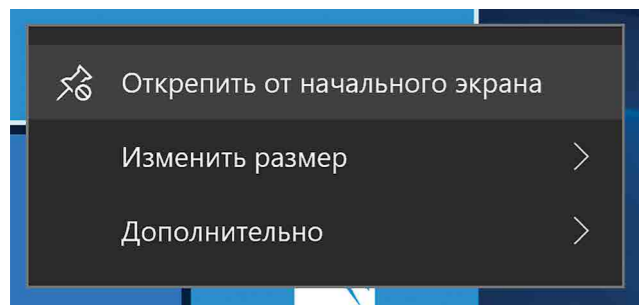 Открепить от начального экрана
Изменить размер
Дополнительно